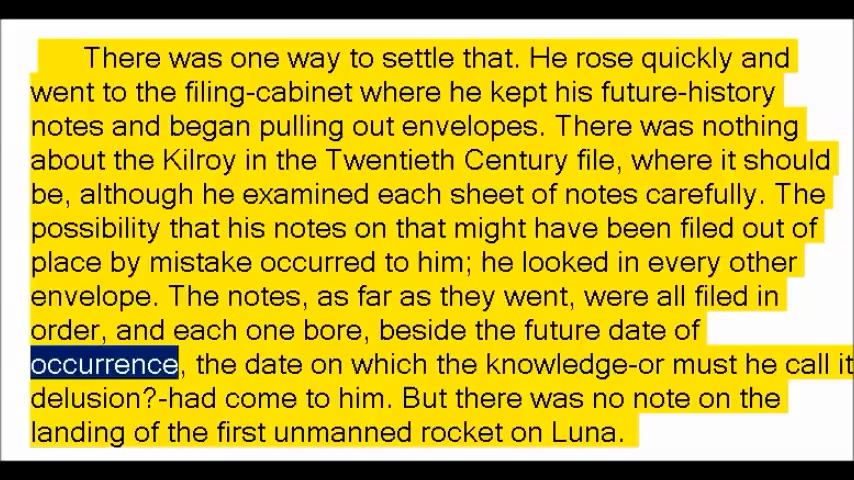 There was one way to settle that. He rose quickly and
went to the filing-cabinet where he kept his future-history
notes and began pulling out envelopes. There was nothing
about the Kilroy in the Twentieth Century file, where it should
be, although he examined each sheet of notes carefully. The
possibility that his notes on that might have been filed out of
place by mistake occurred to him; he looked in every other
envelope. The notes, as far as they went, were all filed in
order, and each one bore, beside the future date of
occurrence, the date on which the knowledge-or must he call it
delusion?-had come to him. But there was no note on the
landing of the first unmanned rocket on Luna.